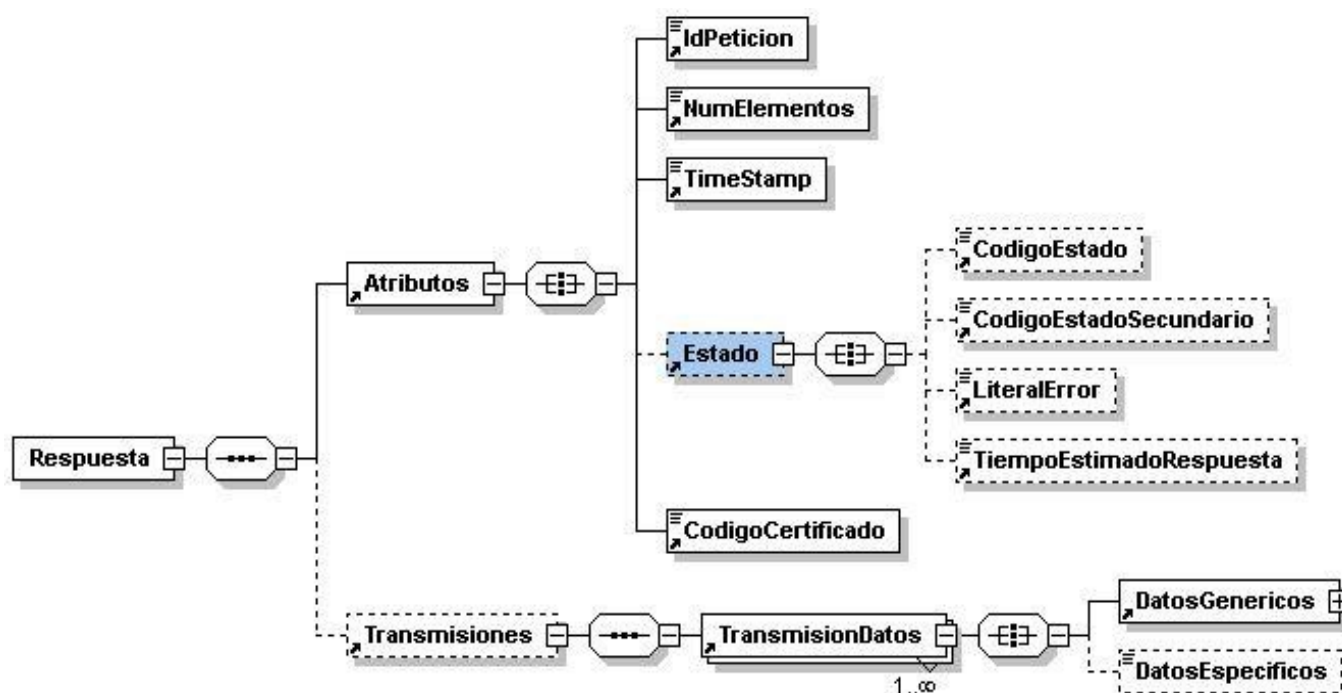 IdPeticion
NumElementos
TimeStamp
CodigoEstado
Atributos
CodigoEstadoSecundario
Estado
LiteralError
Respuesta
TiempoEstimadoRespuesta
CodigoCertificado
DatosGenericos
Transmisiones
TransmisionDatos
DatosEspecificos
1..∞